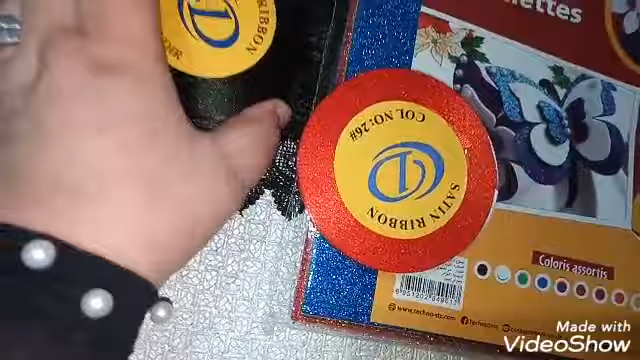 RIBBON
ettes
COL NO:26#
SATIN RIBBON
Coloris assortis
www.techno-dz.com
Made with
VideoShow